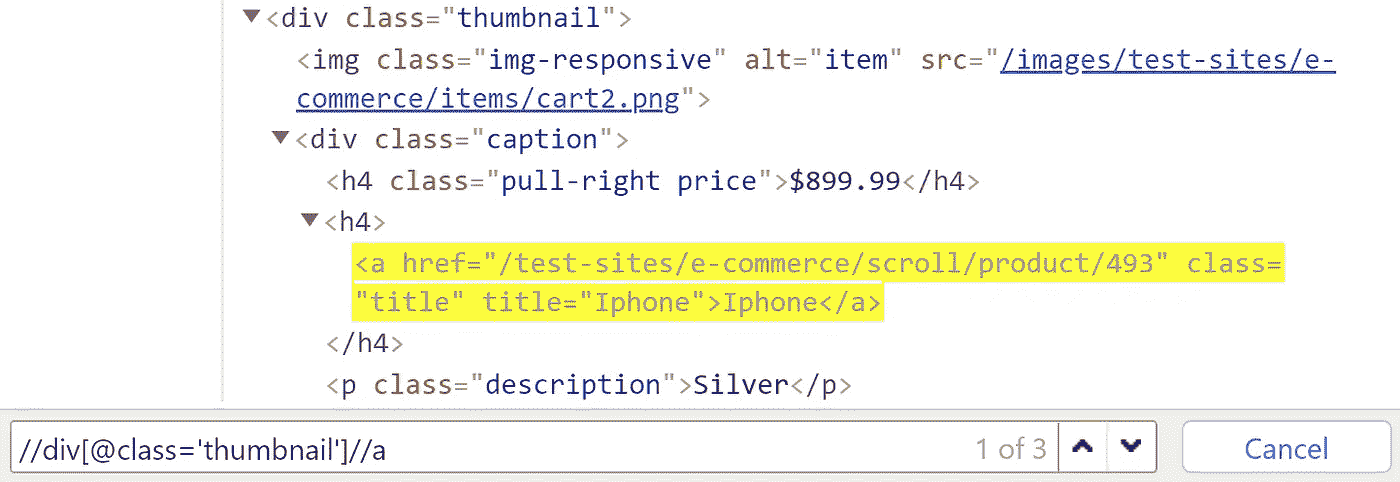 <div class="thumbnail">
<img class="img-responsive" alt="item" src="/images/test-sites/e-
commerce/items/cart2.png">
<div class="caption">
<h4 class="pull-right price">$899.99</h4>
<h4>
<a href="/test-sites/e-commerce/scroll/product/493" class=
"title" title="Iphone">Iphone</a>
</h4>
<p class="description">Silver</p>
//div[@class='thumbnail']//a 1 of 3 Cancel